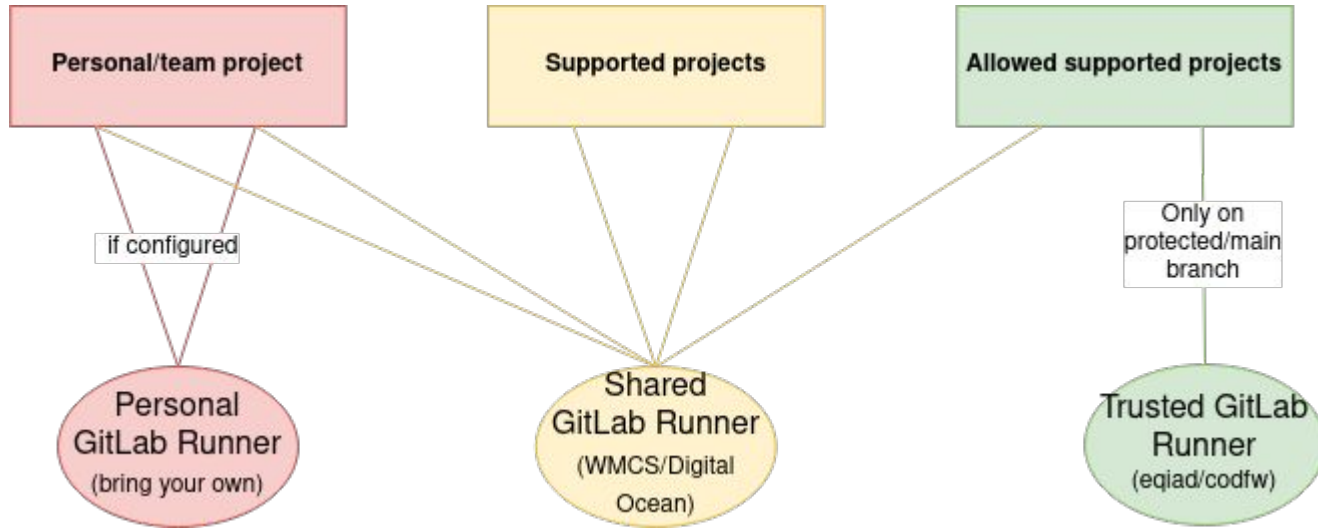 Personal/team project
Supported projects
Allowed supported projects
if configured
Only on
protected/main
branch
Personal
GitLab Runner
(bring your own)
Shared
GitLab Runner
(WMCS/Digital
Ocean)
Trusted GitLab
Runner
(eqiad/codfw)